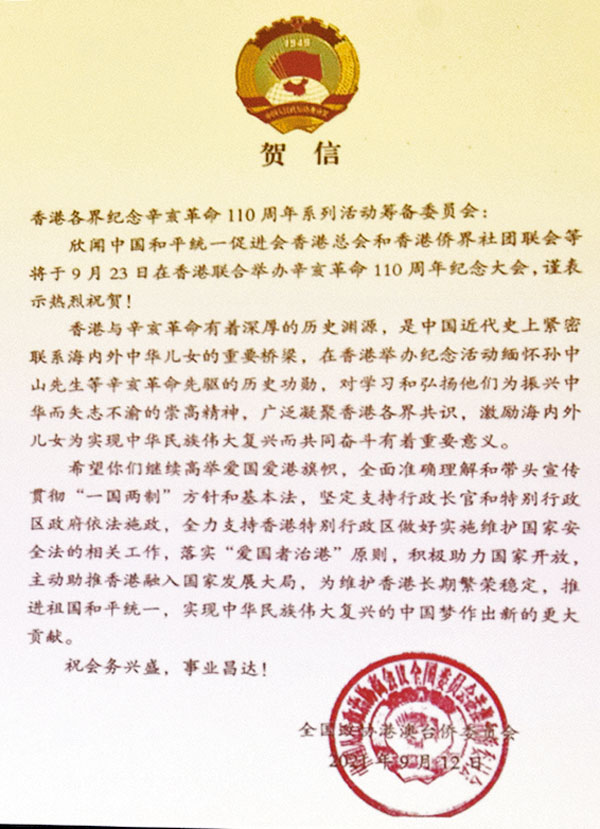 1949
贺信
香港各界纪念辛亥革命110周年系列活动筹备委员会：
欣闻中国和平统一促进会香港总会和香港侨界社团联会等
将于9月23日在香港联合举办辛亥革命110周年纪念大会，谨表
示热烈祝贺！
香港与辛亥革命有着深厚的历史渊源，是中国近代史上紧密
联系海内外中华儿女的重要桥梁，在香港举办纪念活动缅怀孙中
山先生等辛亥革命先驱的历史功勋，对学习和弘扬他们为振兴中
华而矢志不渝的崇高精神，广泛凝聚香港各界共识，激励海内外
儿女为实现中华民族伟大复兴而共同奋斗有着重要意义。
希望你们继续高举爱国爱港旗帜，全面准确理解和带头宣传
贯彻“一国两制”方针和基本法，坚定支持行政长官和特别行政
区政府依法施政，全力支持香港特别行政区做好实施维护国家安
全法的相关工作，落实“爱国者治港”原则，积极助力国家开放，
主动助推香港融入国家发展大局，为维护香港长期繁荣稳定，推
进祖国和平统一，实现中华民族伟大复兴的中国梦作出新的更大
贡献。
祝会务兴盛，事业昌达！
全国政协港澳台侨委员会
2021年9月12日